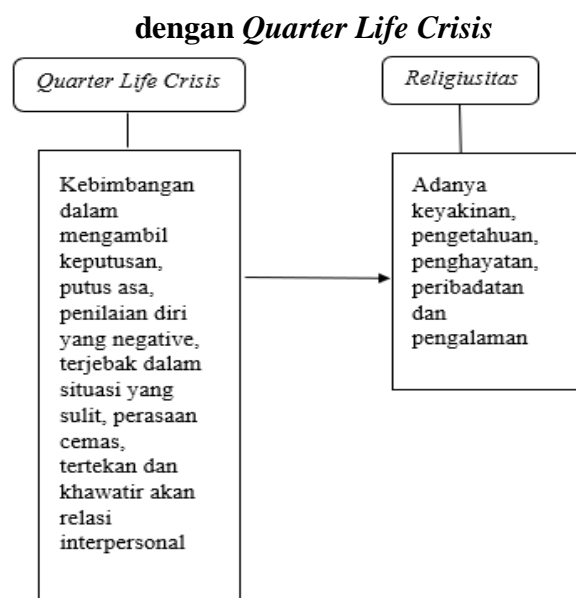 dengan Quarter Life Crisis
Quarter Life Crisis
Religiusitas
Kebimbangan
dalam
mengambil
keputusan,
putus asa,
penilaian diri
yang negative,
terjebak dalam
situasi yang
sulit, perasaan
cemas,
tertekan dan
khawatir akan
relasi
interpersonal
Adanya
keyakinan,
pengetahuan,
penghayatan,
peribadatan
dan
pengalaman